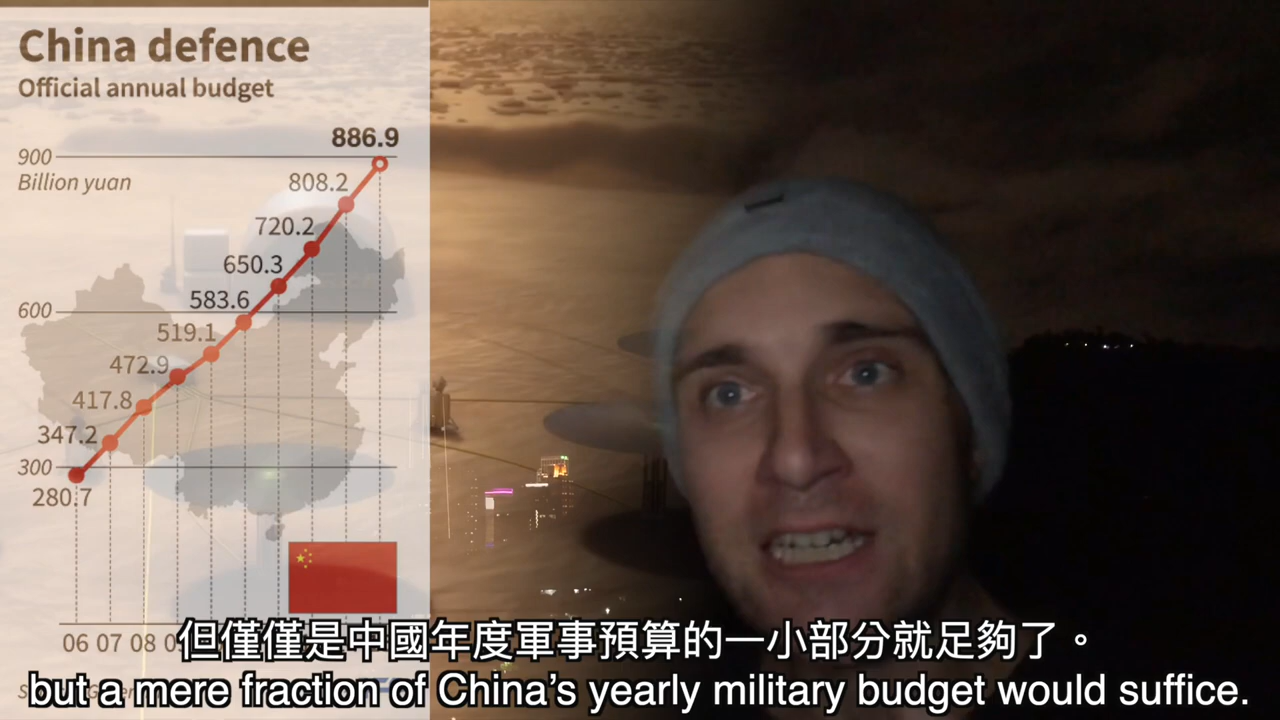 China defence
Official annual budget
886.9
900
Billion yuan
808.2
720.2
650.3
583.6
600
519.1
472.9
417.8
347.2
300
280.7
06 07 08
但僅僅是中國年度軍事預算的一小部分就足夠了。
but a mere fraction of China's yearly military budget would suffice.